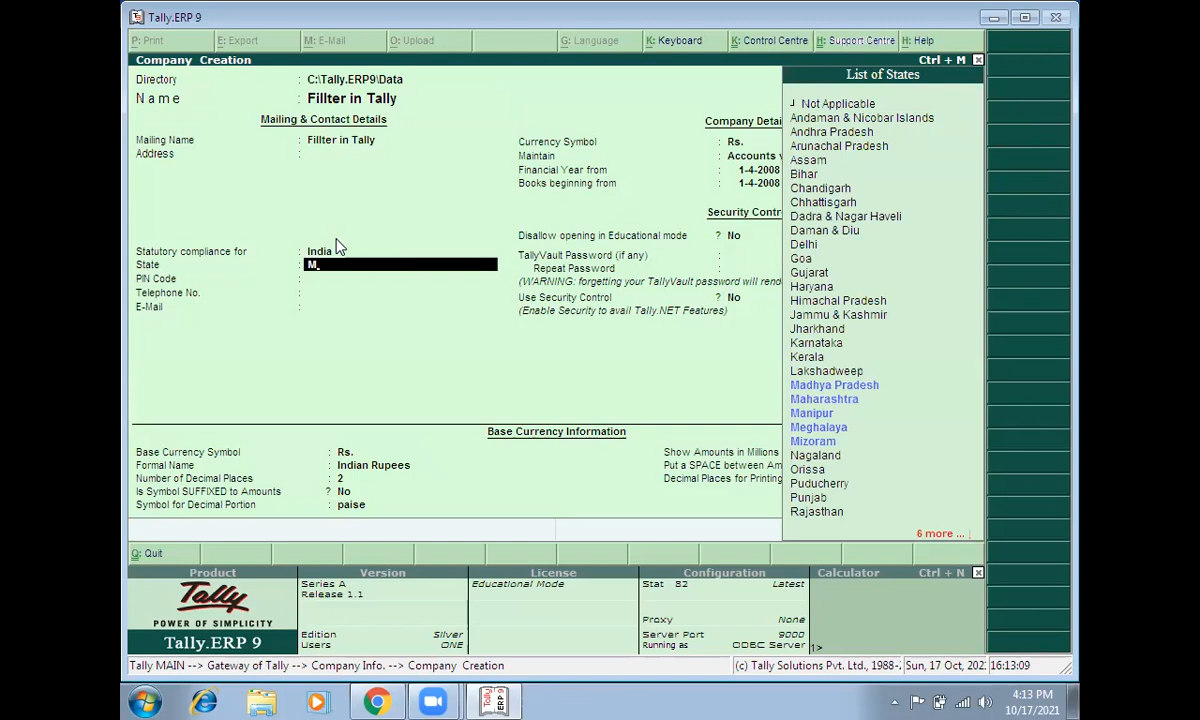 Tally.ERP 9
P: Print
E: Export
M: E-Mail
O: Upload
G: Language
K: Keyboard
K: Control Centre
H: Support Centre
H: Help
Company Creation
Ctrl + M
Directory : C:\Tally.ERP9\Data
Name : Fillter in Tally
Mailing & Contact Details
Mailing Name : Fillter in Tally
Address :
Statutory compliance for : India
State : M
PIN Code :
Telephone No. :
E-Mail :
Company Detai
Currency Symbol : Rs.
Maintain : Accounts
Financial Year from : 1-4-2008
Books beginning from : 1-4-2008
Security Contr
Disallow opening in Educational mode ? No
TallyVault Password (if any) :
Repeat Password :
(WARNING: forgetting your TallyVault password will rend
Use Security Control ? No
(Enable Security to avail Tally.NET Features)
List of States
Not Applicable
Andaman & Nicobar Islands
Andhra Pradesh
Arunachal Pradesh
Assam
Bihar
Chandigarh
Chhattisgarh
Dadra & Nagar Haveli
Daman & Diu
Delhi
Goa
Gujarat
Haryana
Himachal Pradesh
Jammu & Kashmir
Jharkhand
Karnataka
Kerala
Lakshadweep
Madhya Pradesh
Maharashtra
Manipur
Meghalaya
Mizoram
Nagaland
Orissa
Puducherry
Punjab
Rajasthan
6 more ...
Base Currency Information
Base Currency Symbol : Rs.
Formal Name : Indian Rupees
Number of Decimal Places : 2
Is Symbol SUFFIXED to Amounts ? No
Symbol for Decimal Portion : paise
Show Amounts in Millions
Put a SPACE between Am
Decimal Places for Printing
Q: Quit
Product
Tally
POWER OF SIMPLICITY
Tally.ERP 9
Version
Series A
Release 1.1
Edition Silver
Users ONE
License
Educational Mode
Configuration
Stat 82 Latest
Proxy None
Server Port 9000
Running as ODBC Server
Calculator
Ctrl + N
1>
Tally MAIN --> Gateway of Tally --> Company Info. --> Company Creation
(c) Tally Solutions Pvt. Ltd., 1988-
Sun, 17 Oct, 202
16:13:09
Tally
ERP 9
4:13 PM
10/17/2021